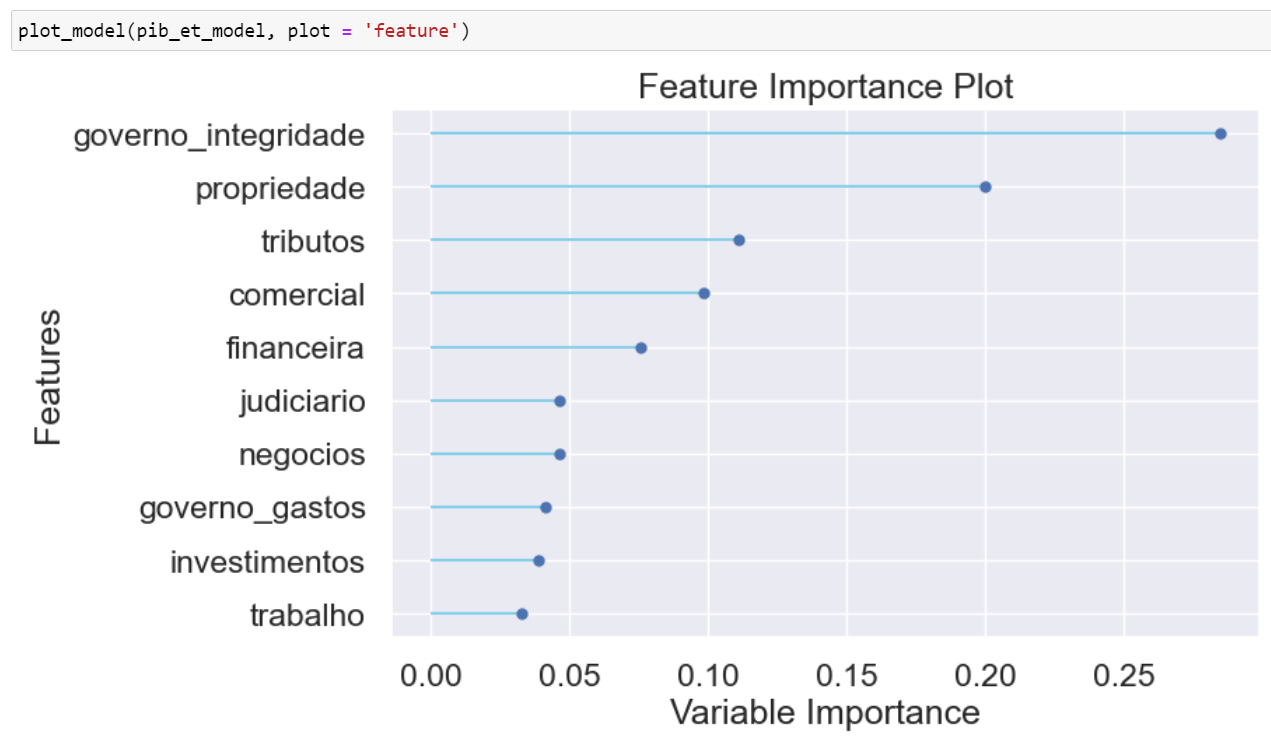 plot_model(pib_et_model, plot = 'feature')
Feature Importance Plot
governo_integridade
propriedade
tributos
comercial
financeira
judiciario
negocios
governo_gastos
investimentos
trabalho
Features
0.00 0.05 0.10 0.15 0.20 0.25
Variable Importance